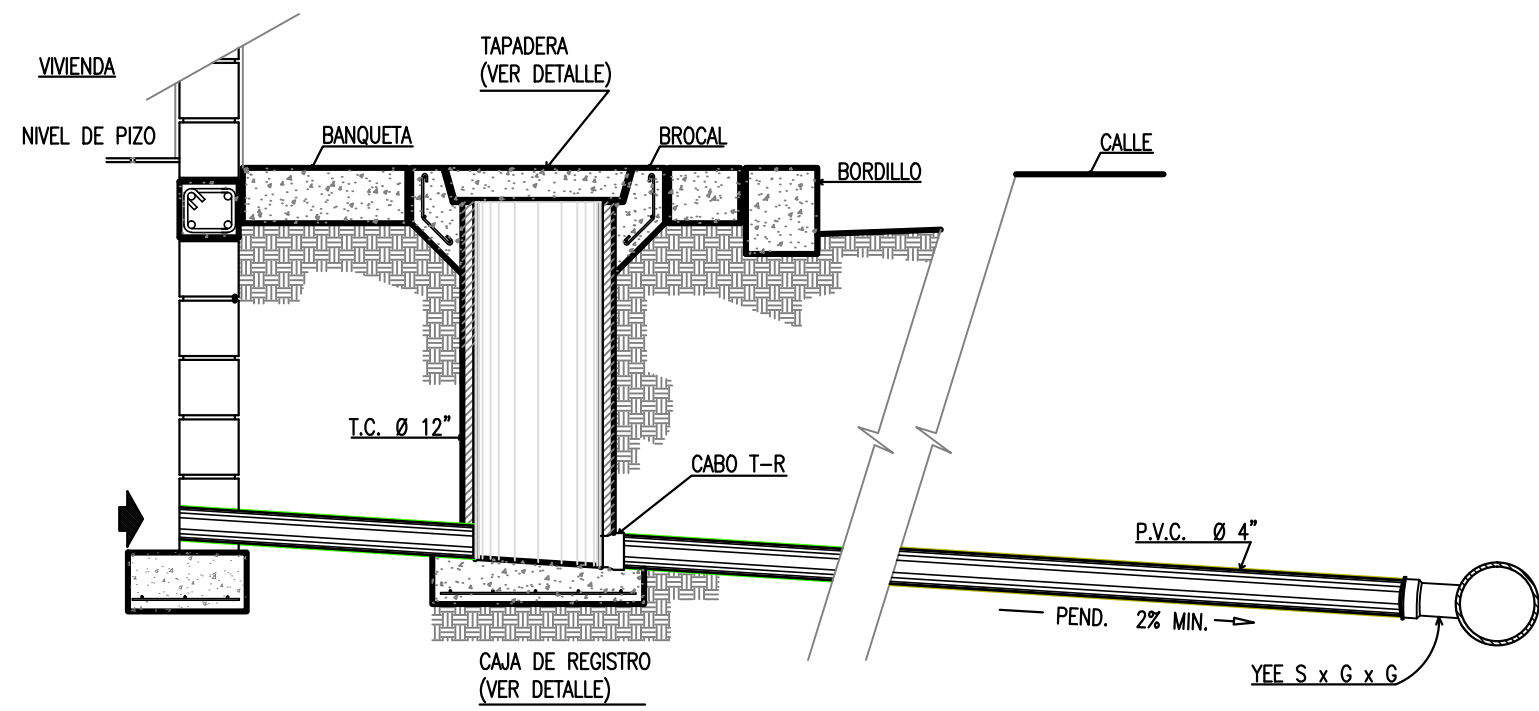 TAPADERA
(VER DETALLE)
VIVIENDA
NIVEL DE PIZO
BANQUETA
BROCAL
CALLE
BORDILLO
T.C. Ø 12"
CABO T-R
P.V.C. Ø 4"
PEND. 2% MIN.
CAJA DE REGISTRO
(VER DETALLE)
YEE S x G x G